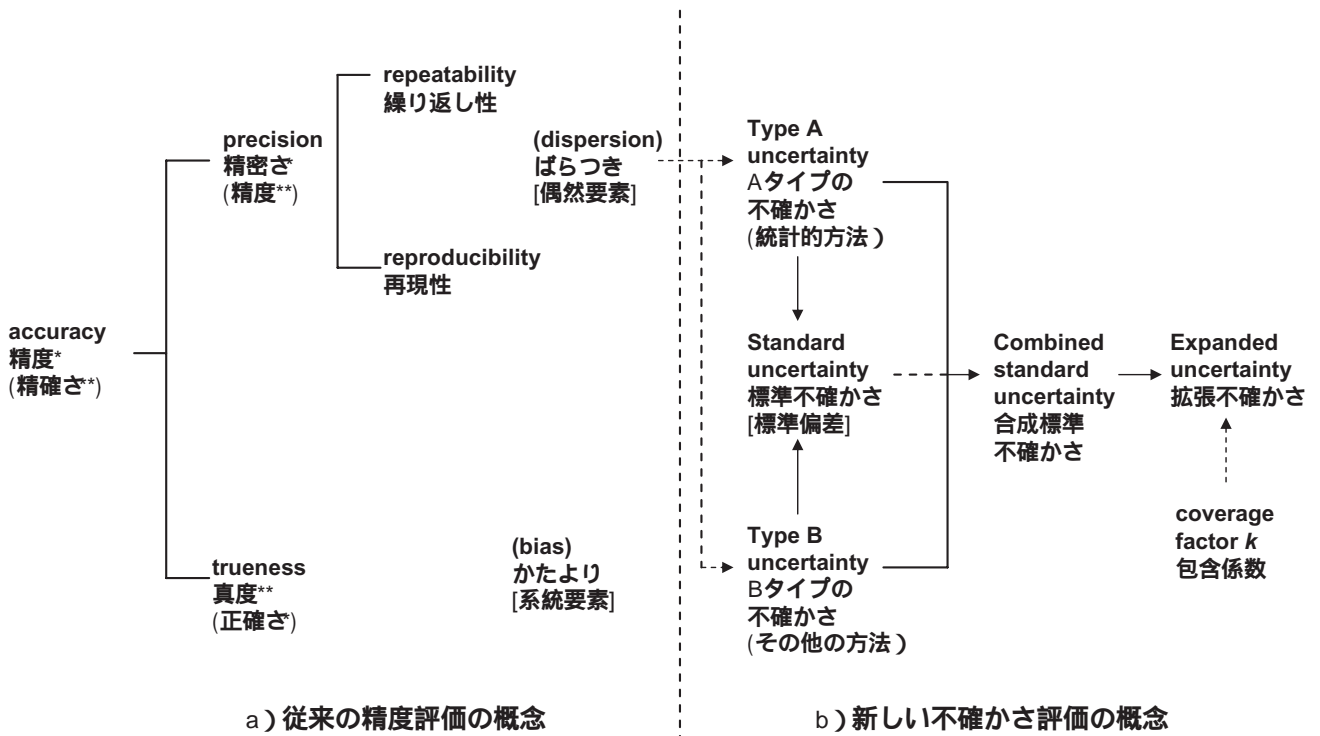 repeatability
繰り返し性
precision
精密さ*
(精度**)
(dispersion)
ばらつき
[偶然要素]
reproducibility
再現性
accuracy
精度*
(精確さ**)
trueness
真度**
(正確さ*)
(bias)
かたより
[系統要素]
a)従来の精度評価の概念
Type A
uncertainty
Aタイプの
不確かさ
(統計的方法)
Standard
uncertainty
標準不確かさ
[標準偏差]
Type B
uncertainty
Bタイプの
不確かさ
(その他の方法)
Combined
standard
uncertainty
合成標準
不確かさ
Expanded
uncertainty
拡張不確かさ
coverage
factor k
包含係数
b)新しい不確かさ評価の概念